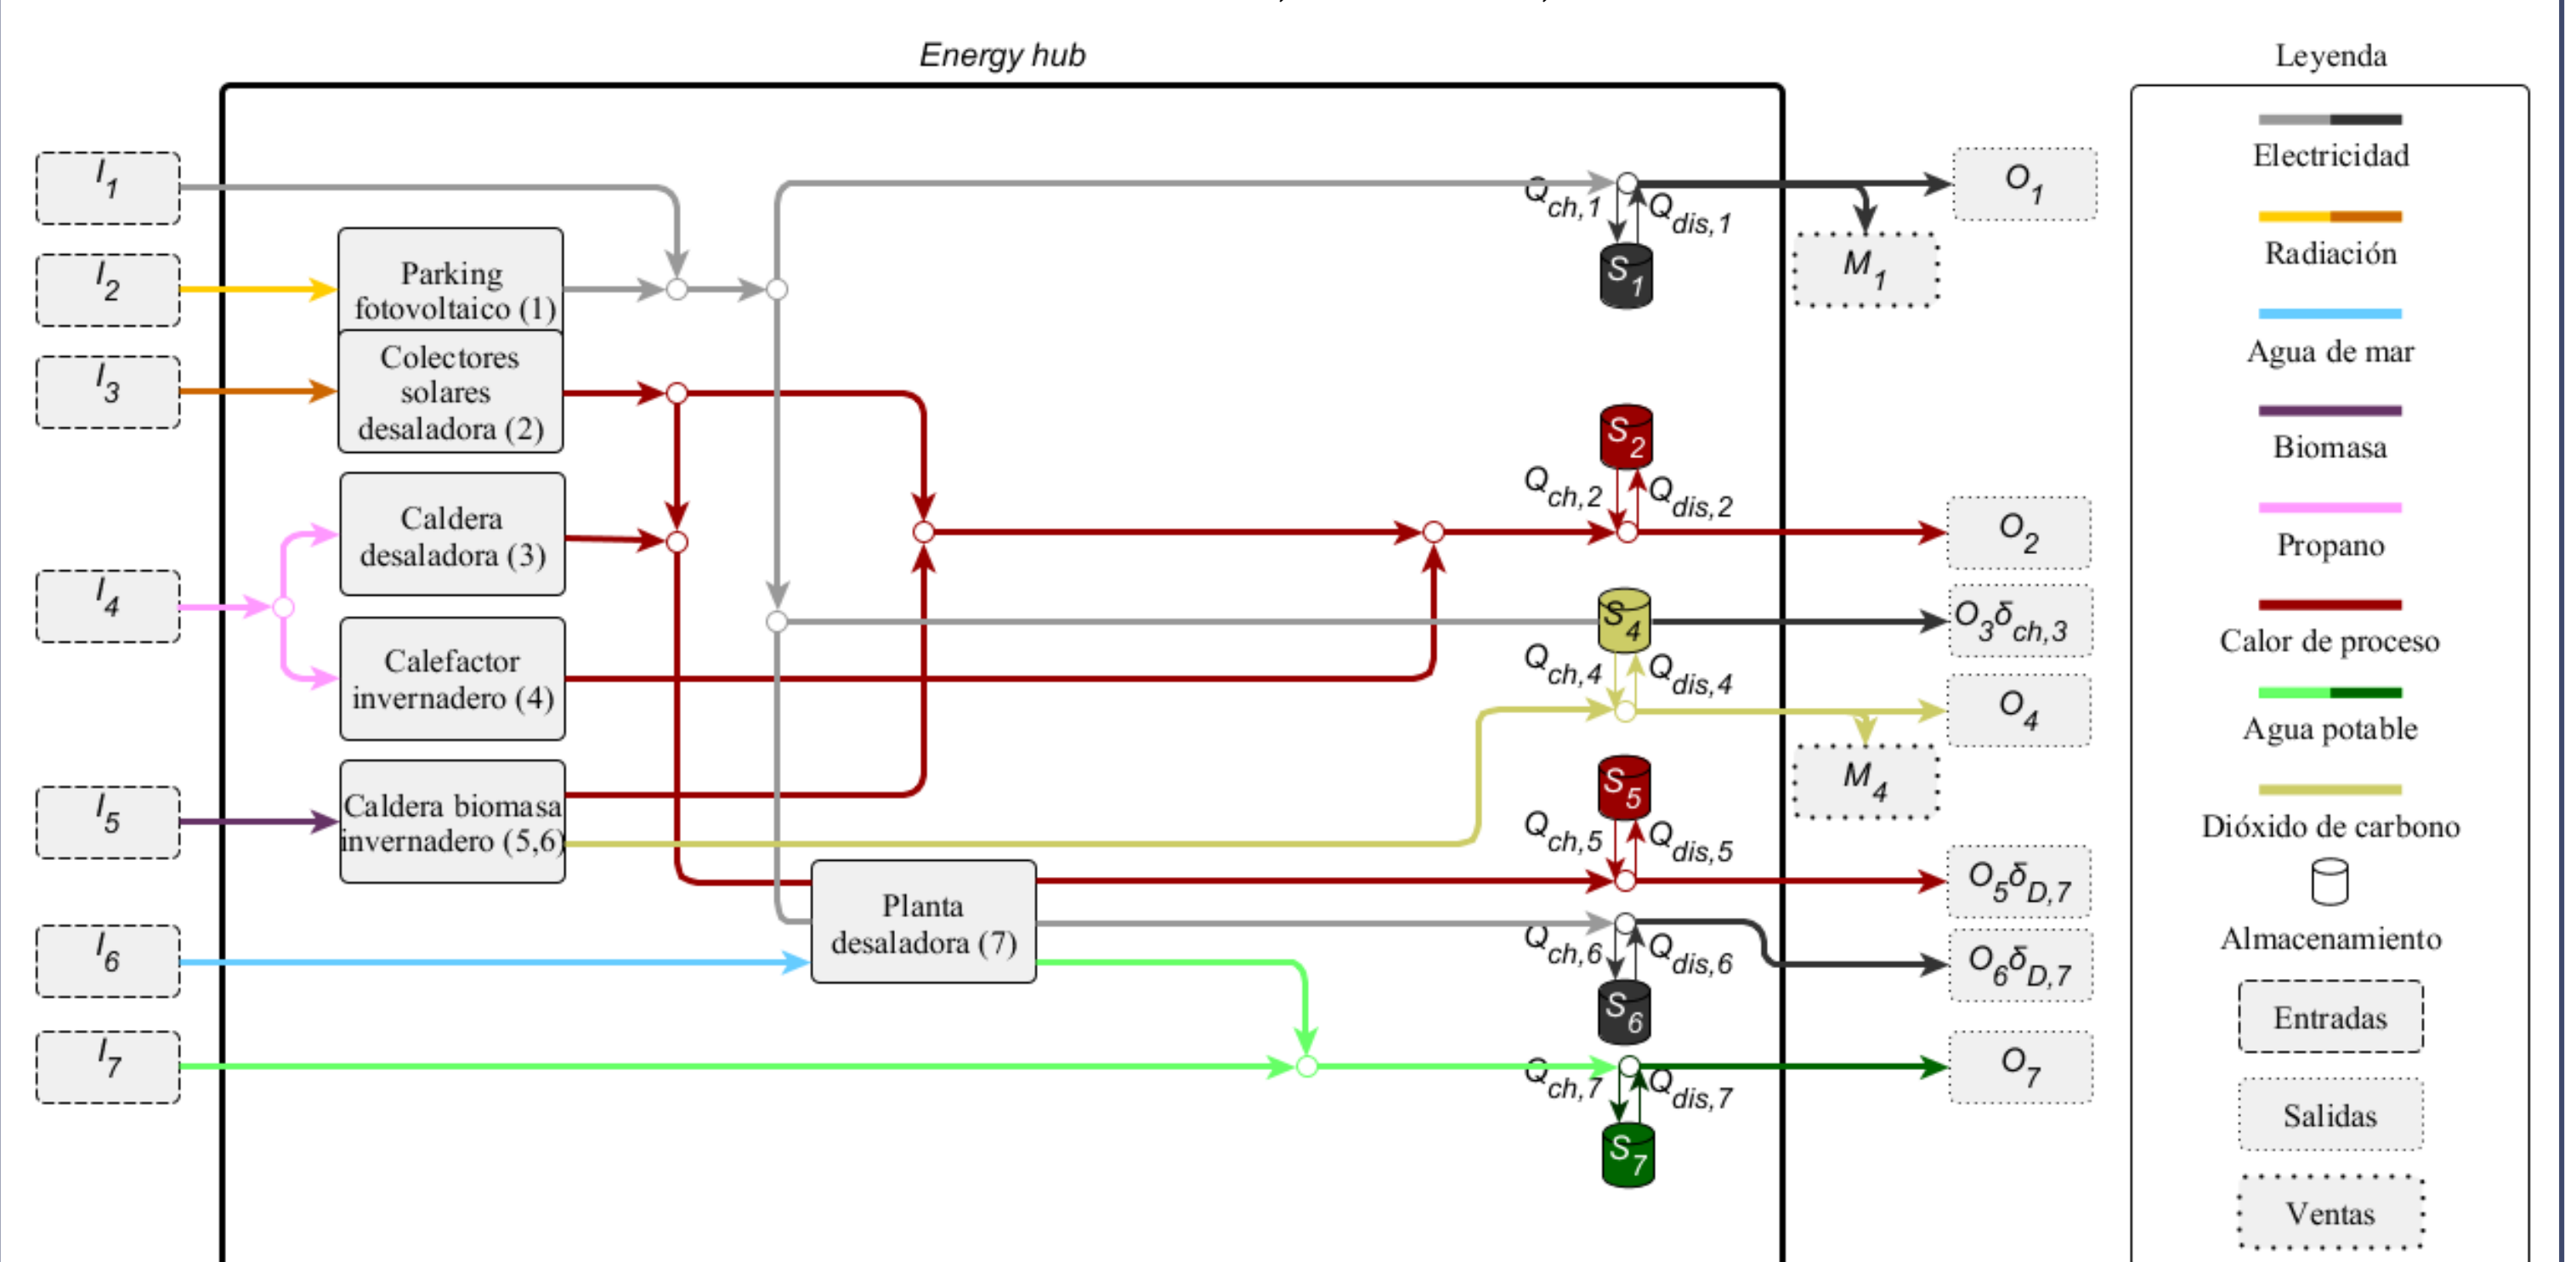 Energy hub
Leyenda
I1
I2
I3
I4
I5
I6
I7
Parking
fotovoltaico (1)
Colectores
solares
desaladora (2)
Caldera
desaladora (3)
Calefactor
invernadero (4)
Caldera biomasa
invernadero (5,6)
Planta
desaladora (7)
Qch,1
Qdis,1
S1
S2
Qch,2
Qdis,2
S4
Qch,4
Qdis,4
S5
Qch,5
Qdis,5
Qch,6
Qdis,6
S6
Qch,7
Qdis,7
S7
O1
M1
O2
O3δch,3
O4
M4
O5δD,7
O6δD,7
O7
Electricidad
Radiación
Agua de mar
Biomasa
Propano
Calor de proceso
Agua potable
Dióxido de carbono
Almacenamiento
Entradas
Salidas
Ventas